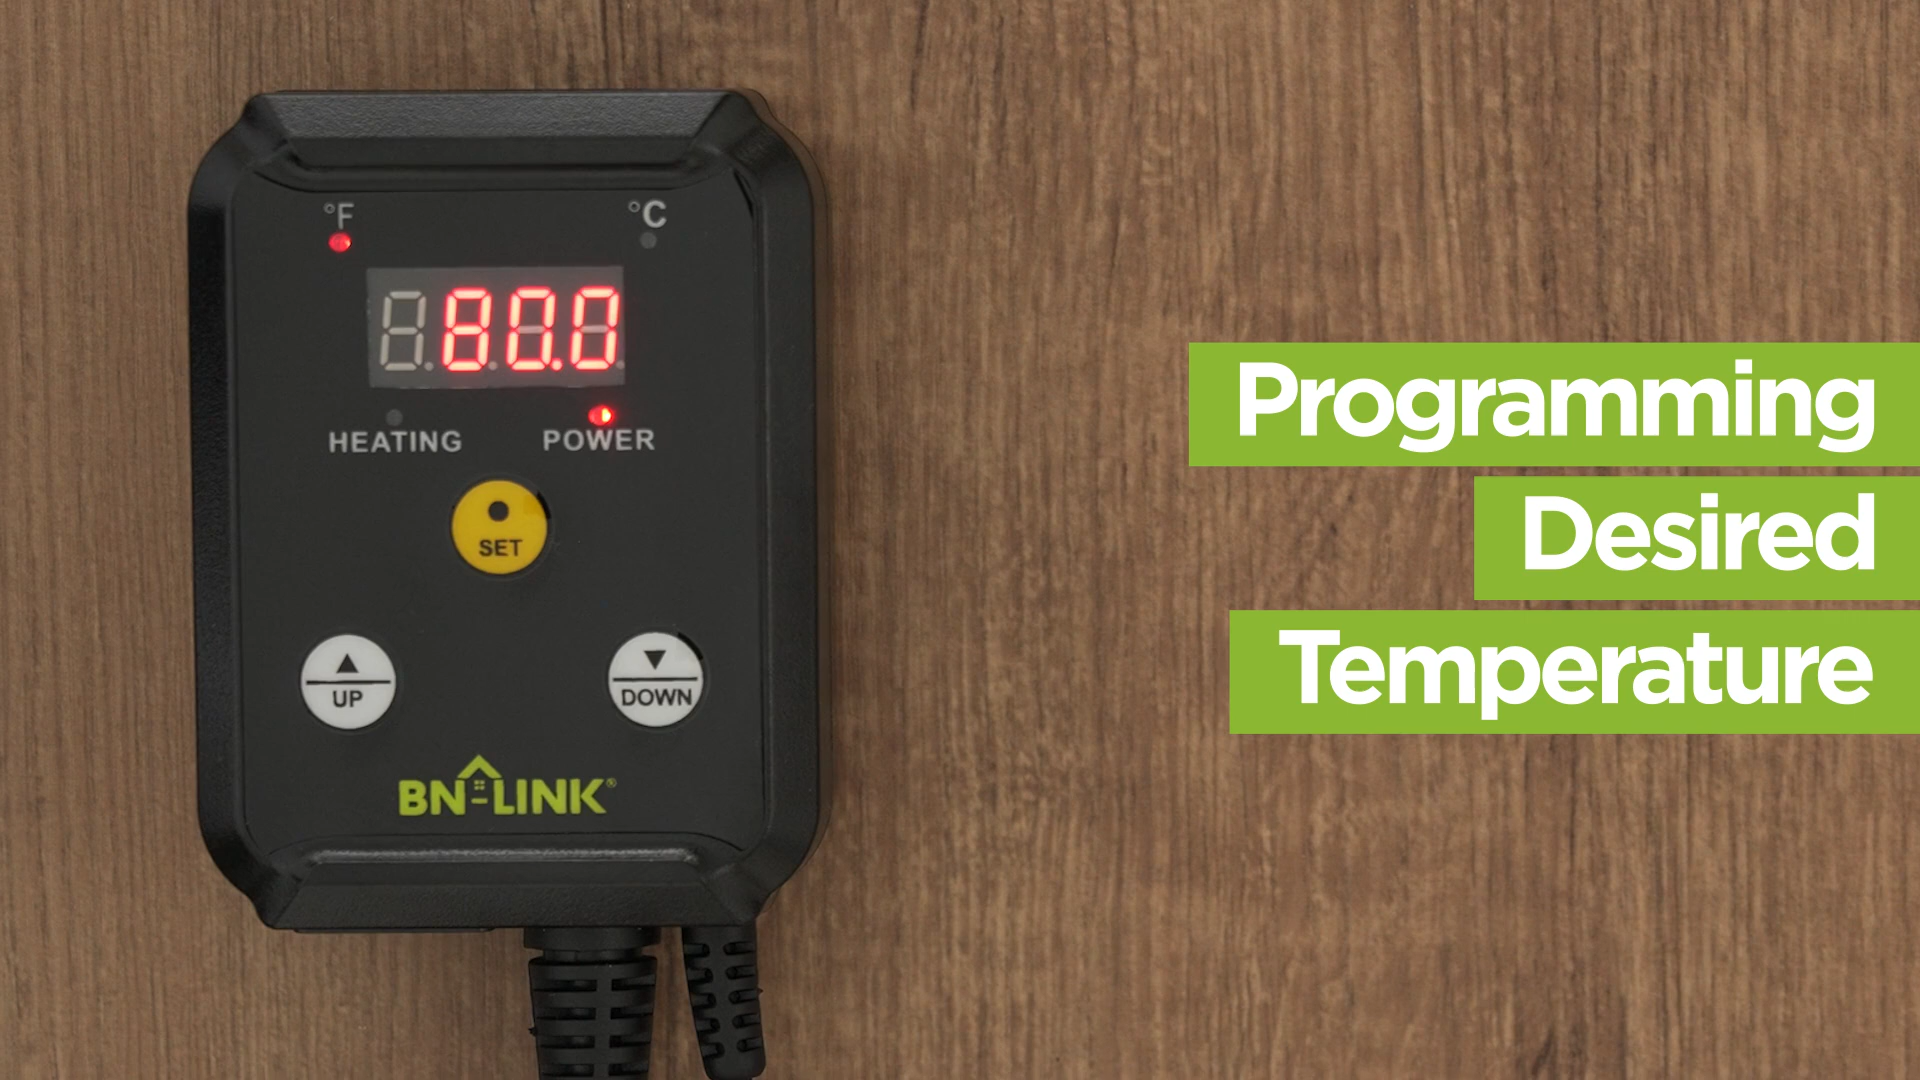 °F
°C
80.0
HEATING
POWER
SET
UP
DOWN
BN-LINK®
Programming
Desired
Temperature